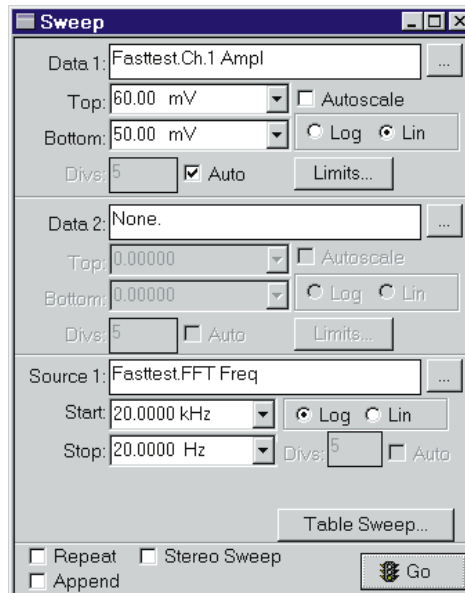 Sweep
Data 1: Fasttest.Ch.1 Ampl ...
Top: 60.00 mV Autoscale
Bottom: 50.00 mV Log Lin
Divs: 5 Auto Limits...
Data 2: None. ...
Top: 0.00000 Autoscale
Bottom: 0.00000 Log Lin
Divs: 5 Auto Limits...
Source 1: Fasttest.FFT Freq ...
Start: 20.0000 kHz Log Lin
Stop: 20.0000 Hz Divs: 5 Auto
Table Sweep...
Repeat Stereo Sweep
Append Go